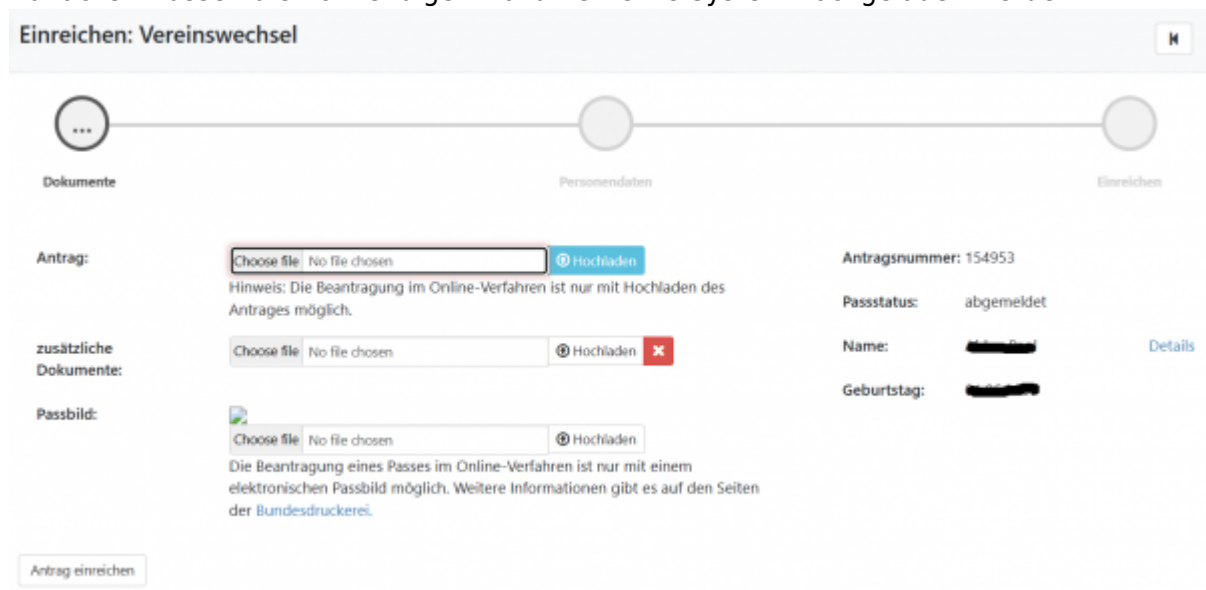 Einreichen: Vereinswechsel
...
Dokumente
Personendaten
Einreichen
Antrag:
Choose file No file chosen
Hochladen
Antragsnummer: 154953
Hinweis: Die Beantragung im Online-Verfahren ist nur mit Hochladen des
Antrages möglich.
Passstatus: abgemeldet
zusätzliche
Dokumente:
Choose file No file chosen
Hochladen
Name:
Details
Geburtstag:
Passbild:
Choose file No file chosen
Hochladen
Die Beantragung eines Passes im Online-Verfahren ist nur mit einem
elektronischen Passbild möglich. Weitere Informationen gibt es auf den Seiten
der Bundesdruckerei.
Antrag einreichen